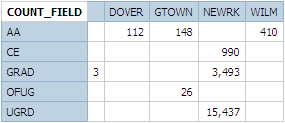 COUNT_FIELD DOVER GTOWN NEWRK WILM
AA 112 148 410
CE 990
GRAD 3 3,493
OFUG 26
UGRD 15,437